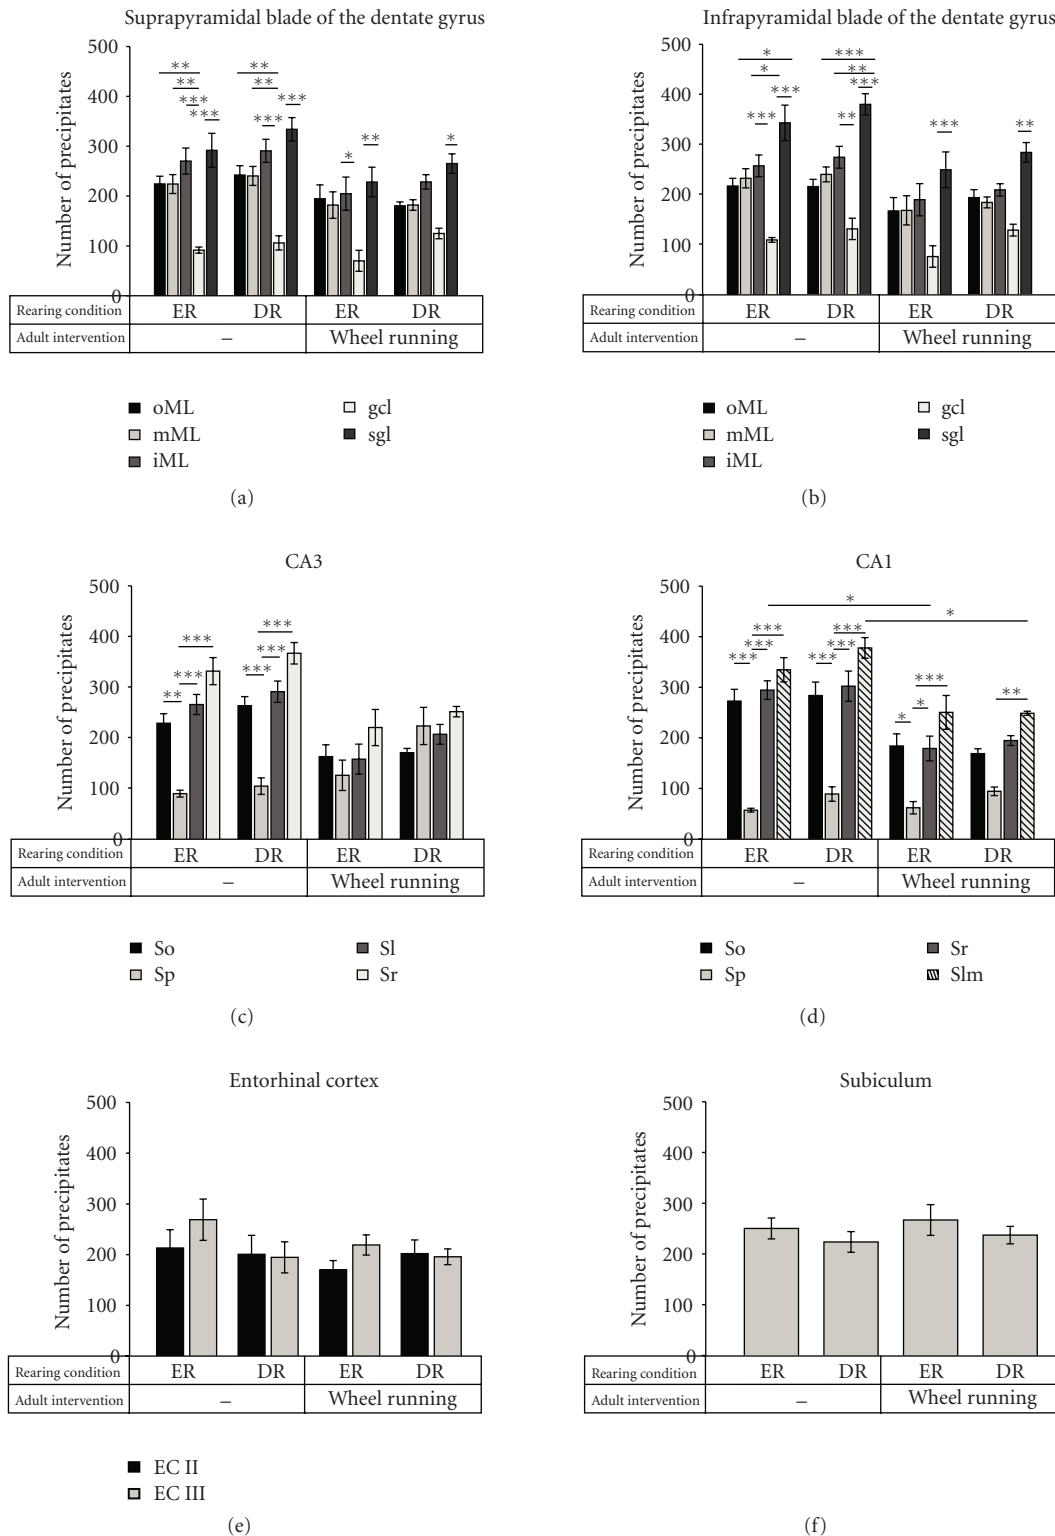 Suprapyramidal blade of the dentate gyrus
500
** **
** **
400
*** ***
*** ***
** *
300
*
200
100
0
Number of precipitates
Rearing condition ER DR ER DR
Adult intervention – Wheel running
oML gcl
mML sgl
iML
(a)
Infrapyramidal blade of the dentate gyrus
500
* ***
* **
400
*** ***
*** ** *** **
300
200
100
0
Number of precipitates
Rearing condition ER DR ER DR
Adult intervention – Wheel running
oML gcl
mML sgl
iML
(b)
CA3
500
400
*** ***
*** ***
** ***
300
200
100
0
Number of precipitates
Rearing condition ER DR ER DR
Adult intervention – Wheel running
So Sl
Sp Sr
(c)
CA1
500
*
*
400
*** ***
*** ***
*** ***
300
*** **
* *
200
100
0
Number of precipitates
Rearing condition ER DR ER DR
Adult intervention – Wheel running
So Sr
Sp Slm
(d)
Entorhinal cortex
500
400
300
200
100
0
Number of precipitates
Rearing condition ER DR ER DR
Adult intervention – Wheel running
EC II
EC III
(e)
Subiculum
500
400
300
200
100
0
Number of precipitates
Rearing condition ER DR ER DR
Adult intervention – Wheel running
(f)